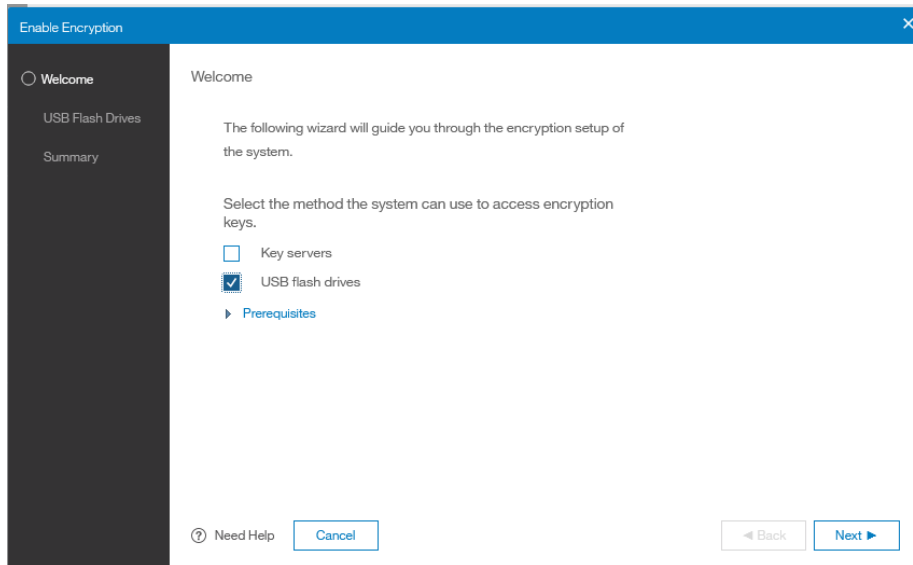 Enable Encryption
Welcome
USB Flash Drives
Summary
Welcome
The following wizard will guide you through the encryption setup of
the system.
Select the method the system can use to access encryption
keys.
Key servers
USB flash drives
Prerequisites
? Need Help
Cancel
Back
Next